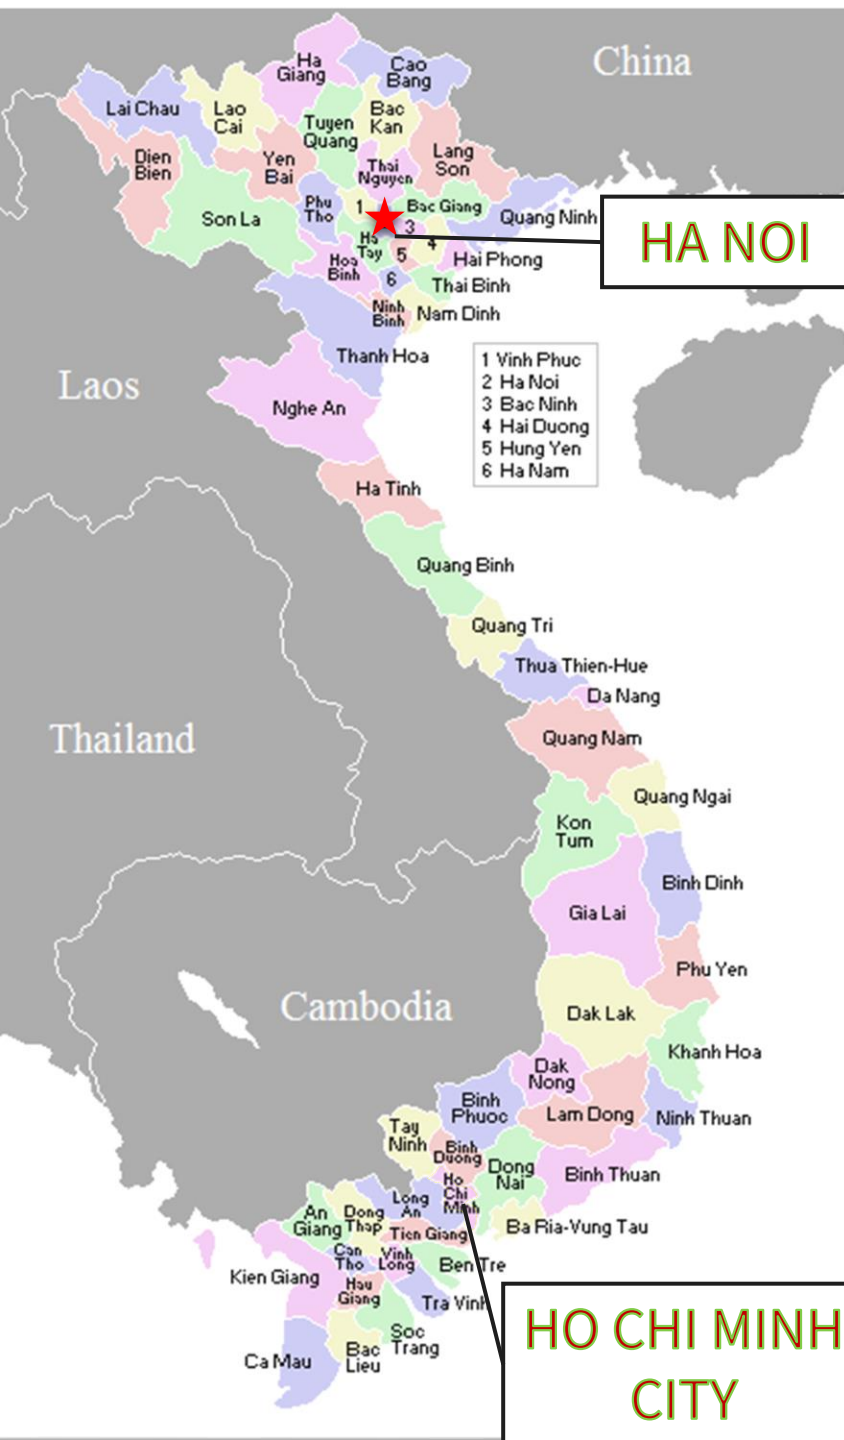 China
Ha
Giang
Cao
Bang
Lai Chau
Lao
Cai
Tuyen
Quang
Bac
Kan
Dien
Bien
Yen
Bai
Thai
Nguyen
Lang
Son
Son La
Phu
Tho
1
Bac Giang
Quang Ninh
HA NOI
3
4
Ha
Tay
5
Hai Phong
Hoa
Binh
6
Thai Binh
Ninh
Binh
Nam Dinh
Thanh Hoa
1 Vinh Phuc
2 Ha Noi
3 Bac Ninh
4 Hai Duong
5 Hung Yen
6 Ha Nam
Laos
Nghe An
Ha Tinh
Quang Binh
Quang Tri
Thua Thien-Hue
Da Nang
Thailand
Quang Nam
Quang Ngai
Kon
Tum
Binh Dinh
Gia Lai
Phu Yen
Cambodia
Dak Lak
Khanh Hoa
Dak
Nong
Binh
Phuoc
Lam Dong
Ninh Thuan
Tay
Ninh
Binh
Duong
Dong
Nai
Binh Thuan
Ho
Chi
Minh
Long
An
An
Giang
Dong
Thap
Tien Giang
Ba Ria-Vung Tau
Can
Tho
Vinh
Long
Ben Tre
Kien Giang
Hau
Giang
Tra Vinh
Soc
Trang
Bac
Lieu
Ca Mau
HO CHI MINH
CITY